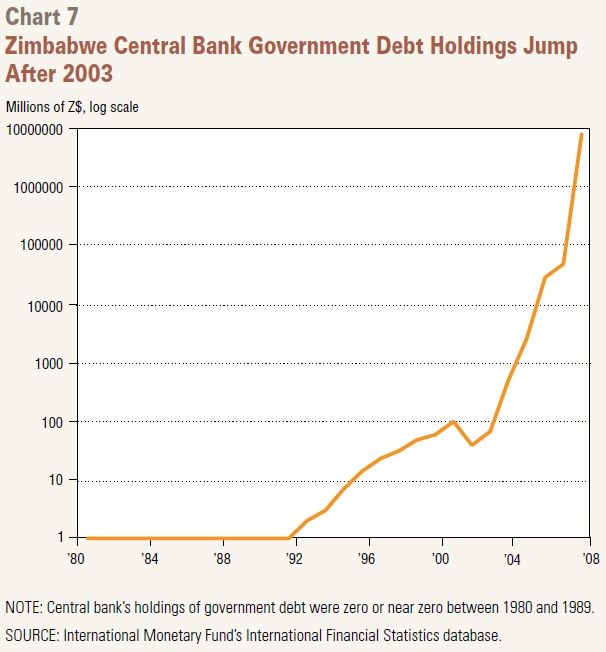 Chart 7
Zimbabwe Central Bank Government Debt Holdings Jump
After 2003
Millions of Z$, log scale
10000000
1000000
100000
10000
1000
100
10
1
'80 '84 '88 '92 '96 '00 '04 '08
NOTE: Central bank's holdings of government debt were zero or near zero between 1980 and 1989.
SOURCE: International Monetary Fund's International Financial Statistics database.